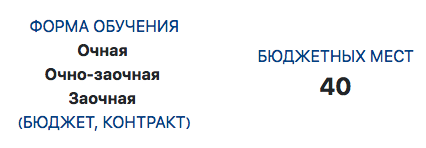 ФОРМА ОБУЧЕНИЯ
Очная
Очно-заочная
Заочная
(БЮДЖЕТ, КОНТРАКТ)
БЮДЖЕТНЫХ МЕСТ
40